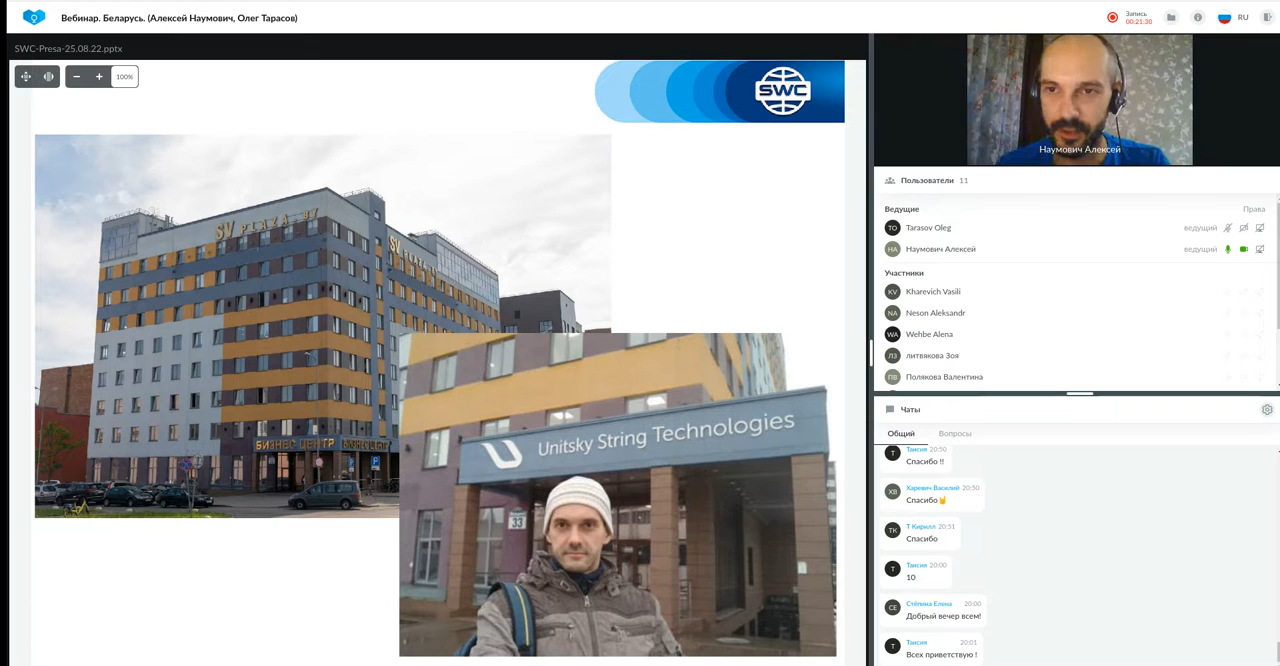 Вебинар. Беларусь. (Алексей Наумович, Олег Тарасов)
Запись
00:21:30
RU
SWC-Presa-25.08.22.pptx
100%
SWC
SV PLAZA.BY
SV PLAZA
БИЗНЕС ЦЕНТР
P
Unitsky String Technologies
33
Наумович Алексей
Пользователи 11
Ведущие
Права
TO Tarasov Oleg ведущий
НА Наумович Алексей ведущий
Участники
KV Kharevich Vasili
NA Neson Aleksandr
WA Wehbe Alena
ЛЗ литвякова Зоя
ПВ Полякова Валентина
Чаты
Общий Вопросы
Т Таисия 20:50
Спасибо !!
ХВ Харевич Василий 20:50
Спасибо🤘
ТК Т Кирилл 20:51
Спасибо
Т Таисия 20:00
10
СЕ Стёпина Елена 20:00
Добрый вечер всем!
Т Таисия 20:01
Всех приветствую !